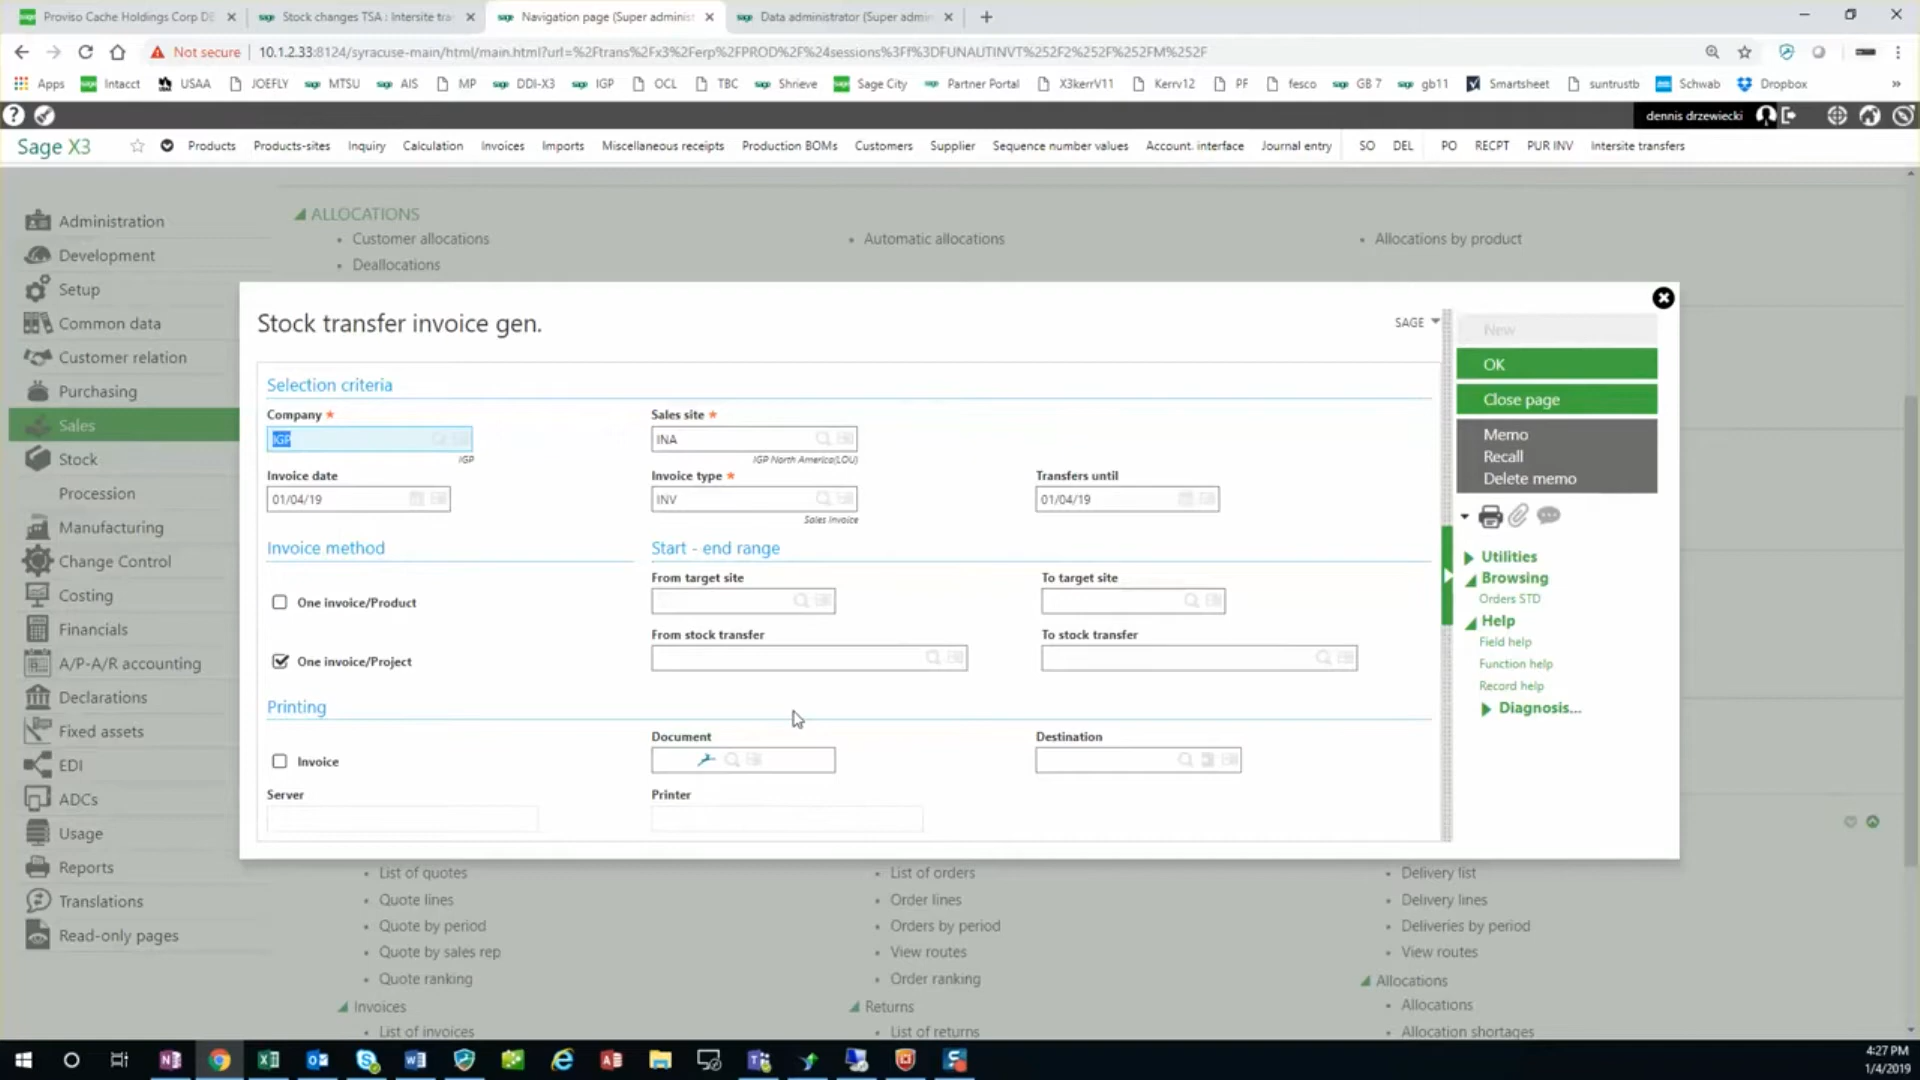 Proviso Cache Holdings Corp DE
Stock changes TSA : Intersite tra
Navigation page (Super administ
Data administrator (Super admin
Not secure
10.1.2.33:8124/syracuse-main/html/main.html?url=%2Ftrans%2Fx3%2Ferp%2FPROD%2F%24sessions%3Ff%3DFUNAUTINVT%252F2%252F%252FM%252F
Apps Intacct USAA JOEFLY MTSU AIS MP DDI-X3 IGP OCL TBC Shrieve Sage City Partner Portal X3kerrV11 Kerrv12 PF fesco GB 7 gb11 Smartsheet suntrustb Schwab Dropbox »
dennis drzewiecki
Sage X3 Products Products-sites Inquiry Calculation Invoices Imports Miscellaneous receipts Production BOMs Customers Supplier Sequence number values Account. interface Journal entry SO DEL PO RECPT PUR INV Intersite transfers
Administration
Development
Setup
Common data
Customer relation
Purchasing
Sales
Stock
Procession
Manufacturing
Change Control
Costing
Financials
A/P-A/R accounting
Declarations
Fixed assets
EDI
ADCs
Usage
Reports
Translations
Read-only pages
ALLOCATIONS
Customer allocations Automatic allocations Allocations by product
Deallocations
Stock transfer invoice gen.
SAGE
Selection criteria
Company * Sales site *
IGP INA
IGP IGP North America(LOU)
Invoice date Invoice type * Transfers until
01/04/19 INV 01/04/19
Sales Invoice
Invoice method Start - end range
From target site To target site
One invoice/Product
From stock transfer To stock transfer
One invoice/Project
Printing
Document Destination
Invoice
Server Printer
New
OK
Close page
Memo
Recall
Delete memo
Utilities
Browsing
Orders STD
Help
Field help
Function help
Record help
Diagnosis...
List of quotes List of orders Delivery list
Quote lines Order lines Delivery lines
Quote by period Orders by period Deliveries by period
Quote by sales rep View routes View routes
Quote ranking Order ranking Allocations
Invoices Returns Allocations
List of invoices List of returns Allocation shortages
4:27 PM
1/4/2019